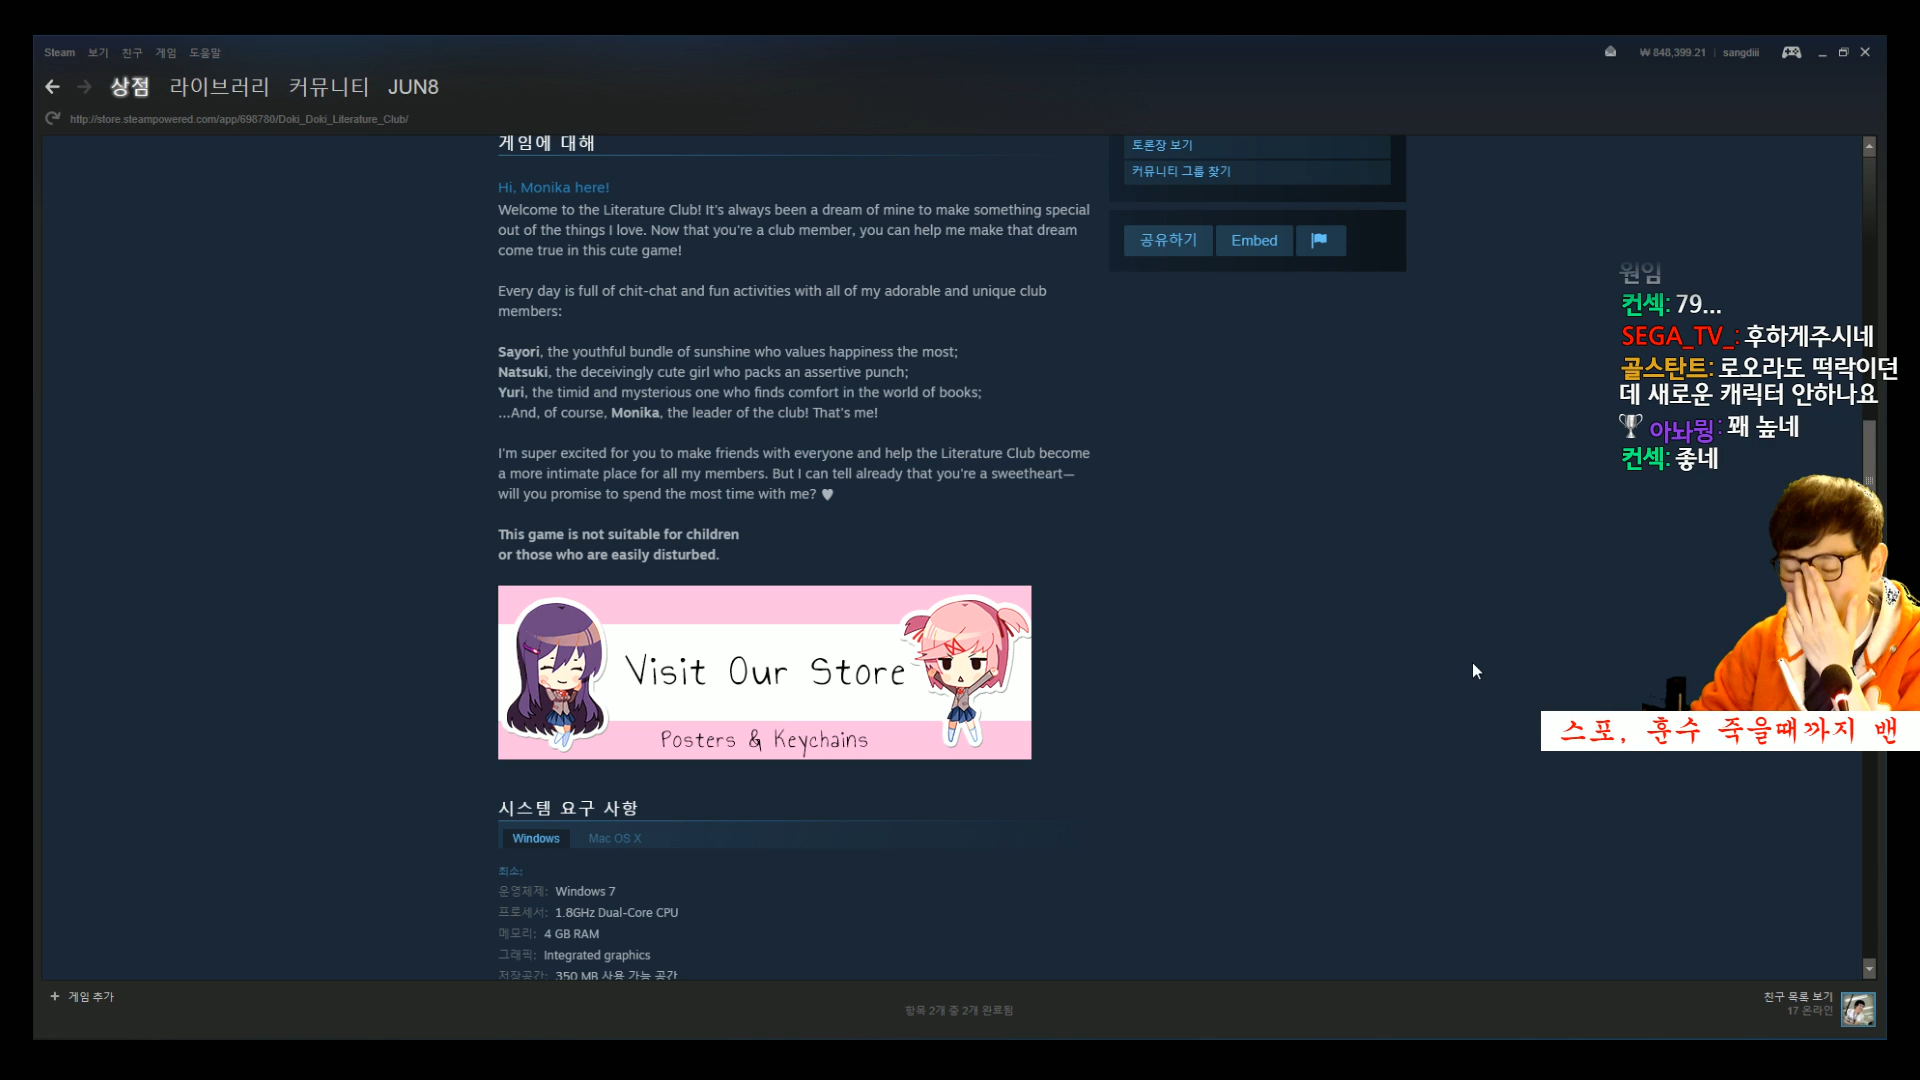 Steam 보기 친구 게임 도움말
₩ 848,399.21 | sangdiii
상점 라이브러리 커뮤니티 JUN8
http://store.steampowered.com/app/698780/Doki_Doki_Literature_Club/
게임에 대해
Hi, Monika here!
Welcome to the Literature Club! It's always been a dream of mine to make something special
out of the things I love. Now that you're a club member, you can help me make that dream
come true in this cute game!
Every day is full of chit-chat and fun activities with all of my adorable and unique club
members:
Sayori, the youthful bundle of sunshine who values happiness the most;
Natsuki, the deceivingly cute girl who packs an assertive punch;
Yuri, the timid and mysterious one who finds comfort in the world of books;
...And, of course, Monika, the leader of the club! That's me!
I'm super excited for you to make friends with everyone and help the Literature Club become
a more intimate place for all my members. But I can tell already that you're a sweetheart—
will you promise to spend the most time with me? ♥
This game is not suitable for children
or those who are easily disturbed.
Visit Our Store
Posters & Keychains
시스템 요구 사항
Windows Mac OS X
최소:
운영체제: Windows 7
프로세서: 1.8GHz Dual-Core CPU
메모리: 4 GB RAM
그래픽: Integrated graphics
저장공간: 350 MB 사용 가능 공간
토론장 보기
커뮤니티 그룹 찾기
공유하기 Embed
원임
컨섹: 79...
SEGA_TV_: 후하게주시네
골스탄트: 로오라도 떡락이던
데 새로운 캐릭터 안하나요
아놔뭥: 꽤 높네
컨섹: 좋네
스포, 훈수 죽을때까지 밴
+ 게임 추가
항목 2개 중 2개 완료됨
친구 목록 보기
17 온라인